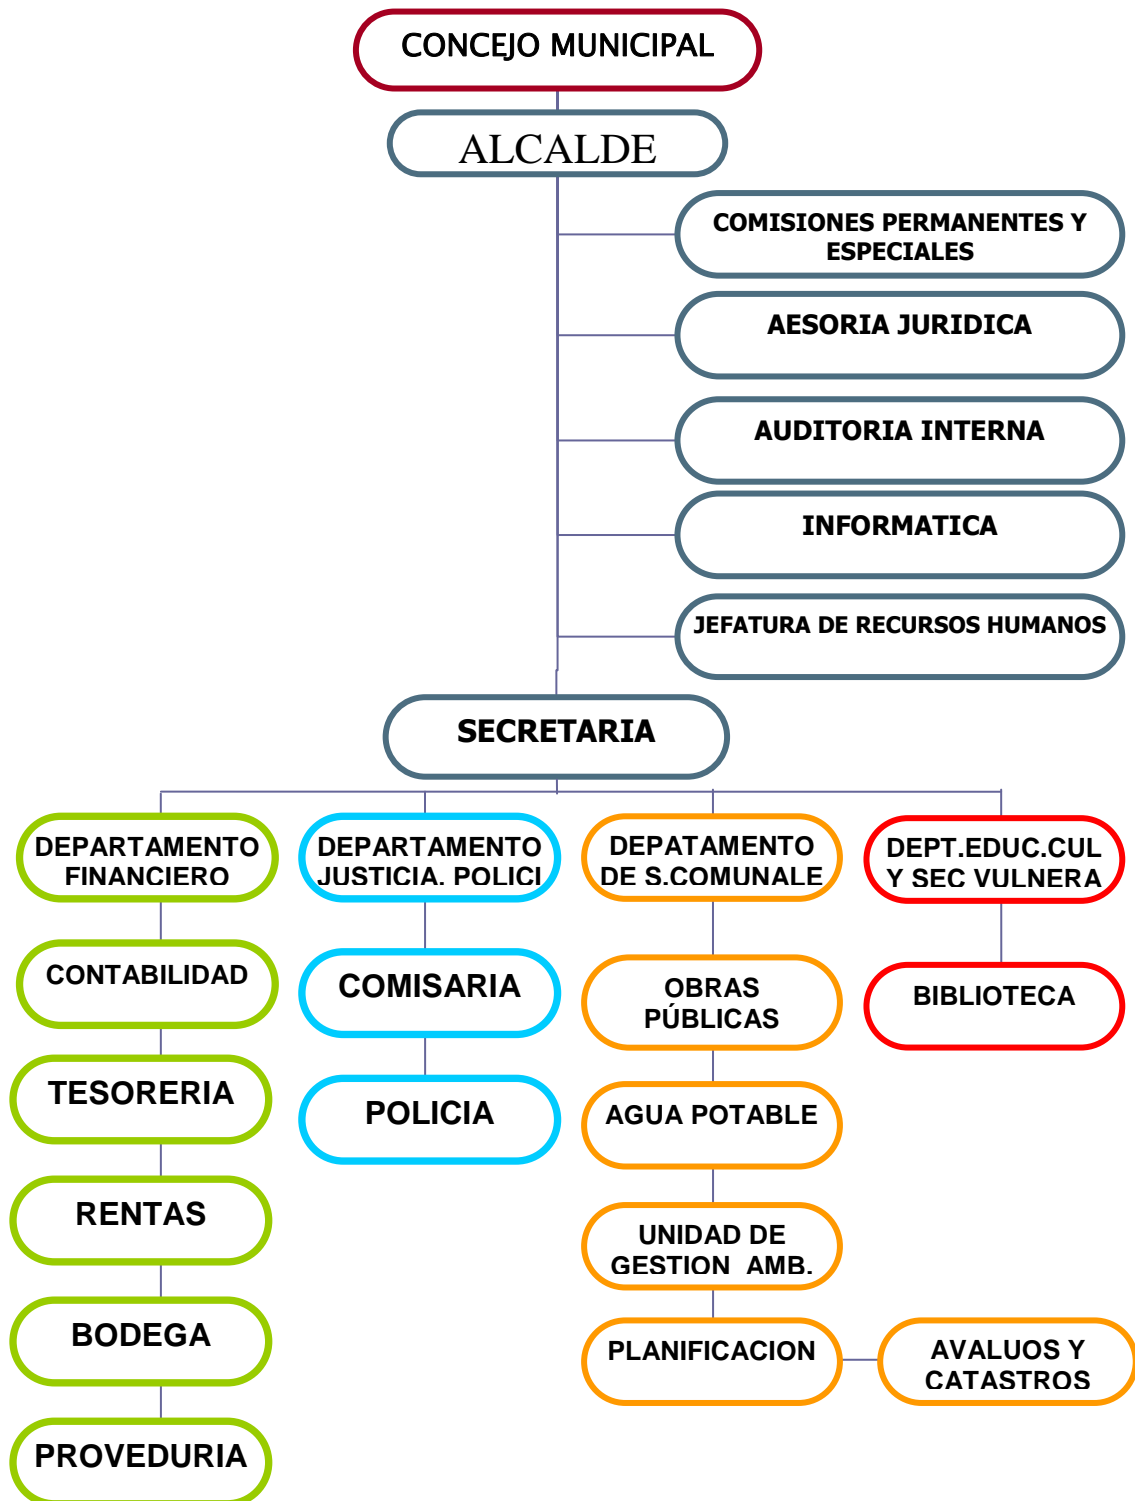 CONCEJO MUNICIPAL
ALCALDE
COMISIONES PERMANENTES Y
ESPECIALES
AESORIA JURIDICA
AUDITORIA INTERNA
INFORMATICA
JEFATURA DE RECURSOS HUMANOS
SECRETARIA
DEPARTAMENTO
FINANCIERO
CONTABILIDAD
TESORERIA
RENTAS
BODEGA
PROVEDURIA
DEPARTAMENTO
JUSTICIA. POLICI
COMISARIA
POLICIA
DEPATAMENTO
DE S.COMUNALE
OBRAS
PÚBLICAS
AGUA POTABLE
UNIDAD DE
GESTION AMB.
PLANIFICACION
AVALUOS Y
CATASTROS
DEPT.EDUC.CUL
Y SEC VULNERA
BIBLIOTECA